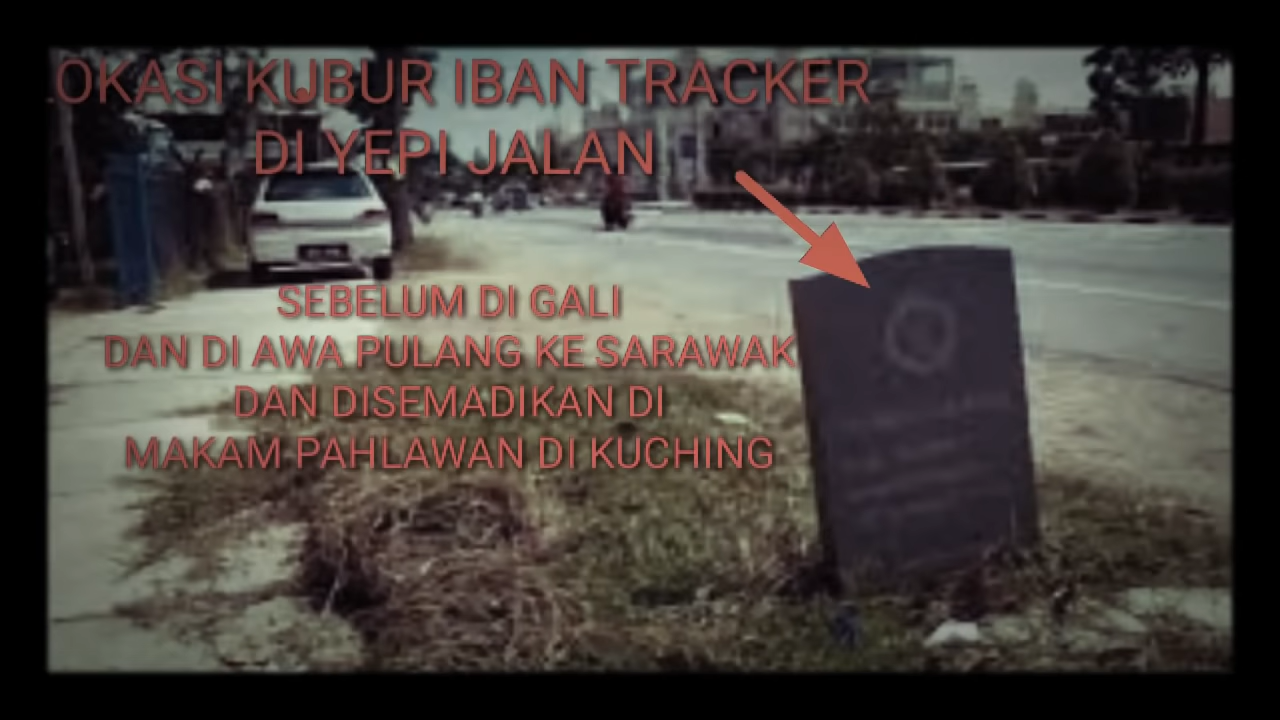 LOKASI KUBUR IBAN TRACKER
DI YEPI JALAN
SEBELUM DI GALI
DAN DI AWA PULANG KE SARAWAK
DAN DISEMADIKAN DI
MAKAM PAHLAWAN DI KUCHING